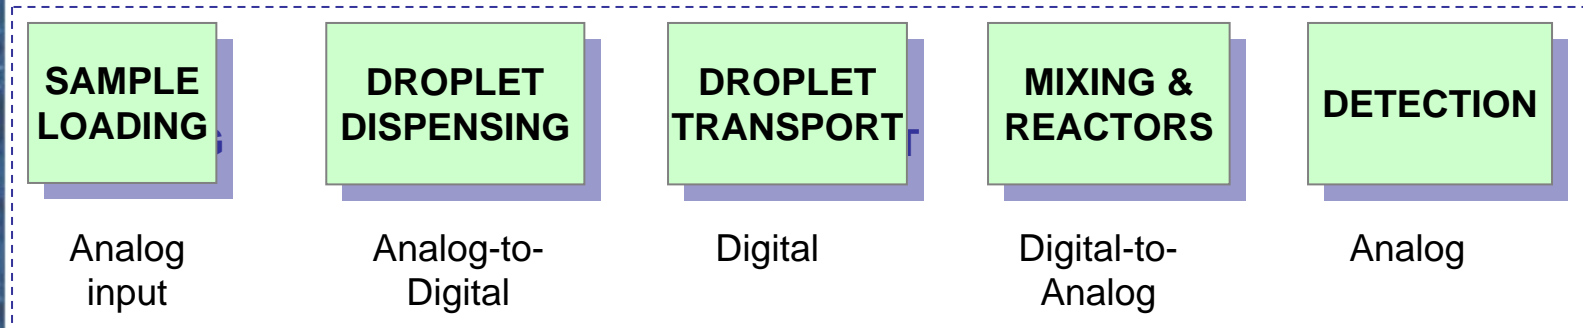 SAMPLE
LOADING
DROPLET
DISPENSING
DROPLET
TRANSPORT
MIXING &
REACTORS
DETECTION
Analog
input
Analog-to-
Digital
Digital
Digital-to-
Analog
Analog